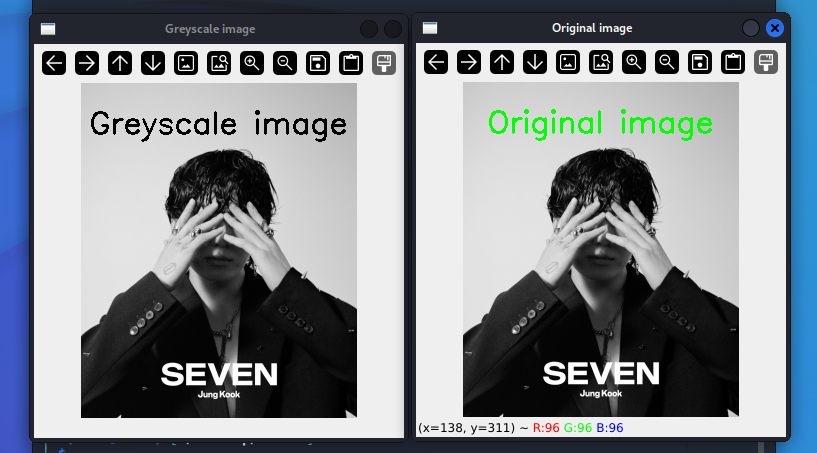 Greyscale image
Original image
Greyscale image
Original image
SEVEN
Jung Kook
SEVEN
Jung Kook
(x=138, y=311) ~ R:96 G:96 B:96